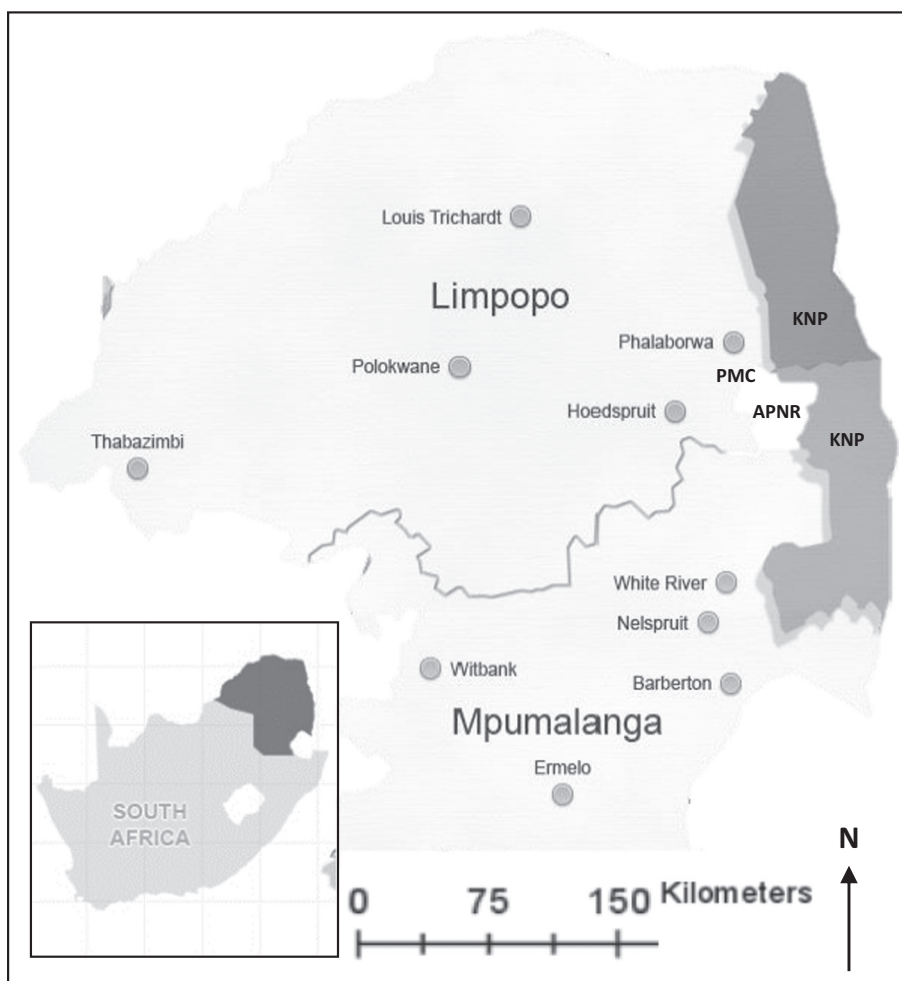 Louis Trichardt
Limpopo
KNP
Phalaborwa
Polokwane
PMC
Hoedspruit
APNR
KNP
Thabazimbi
White River
Nelspruit
Witbank
Barberton
Mpumalanga
Ermelo
SOUTH
AFRICA
N
0 75 150 Kilometers